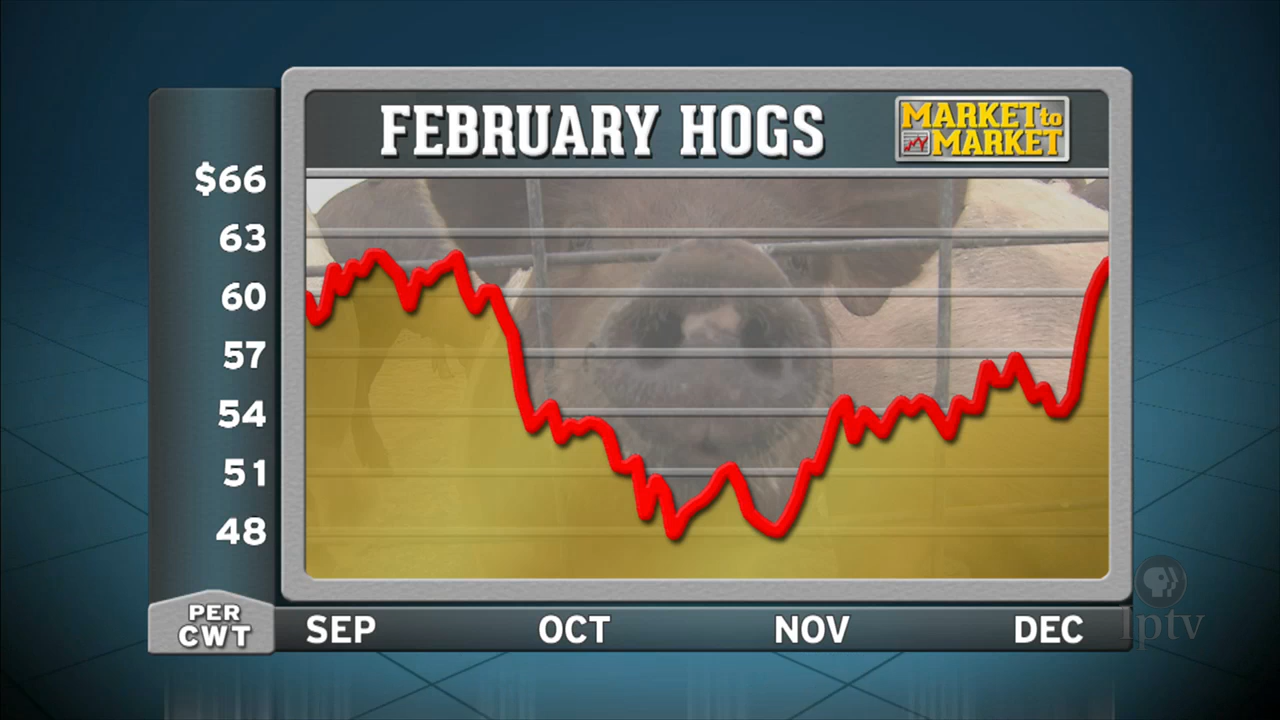 FEBRUARY HOGS
MARKET to
MARKET
$66
63
60
57
54
51
48
PER
CWT
SEP OCT NOV DEC
iptv